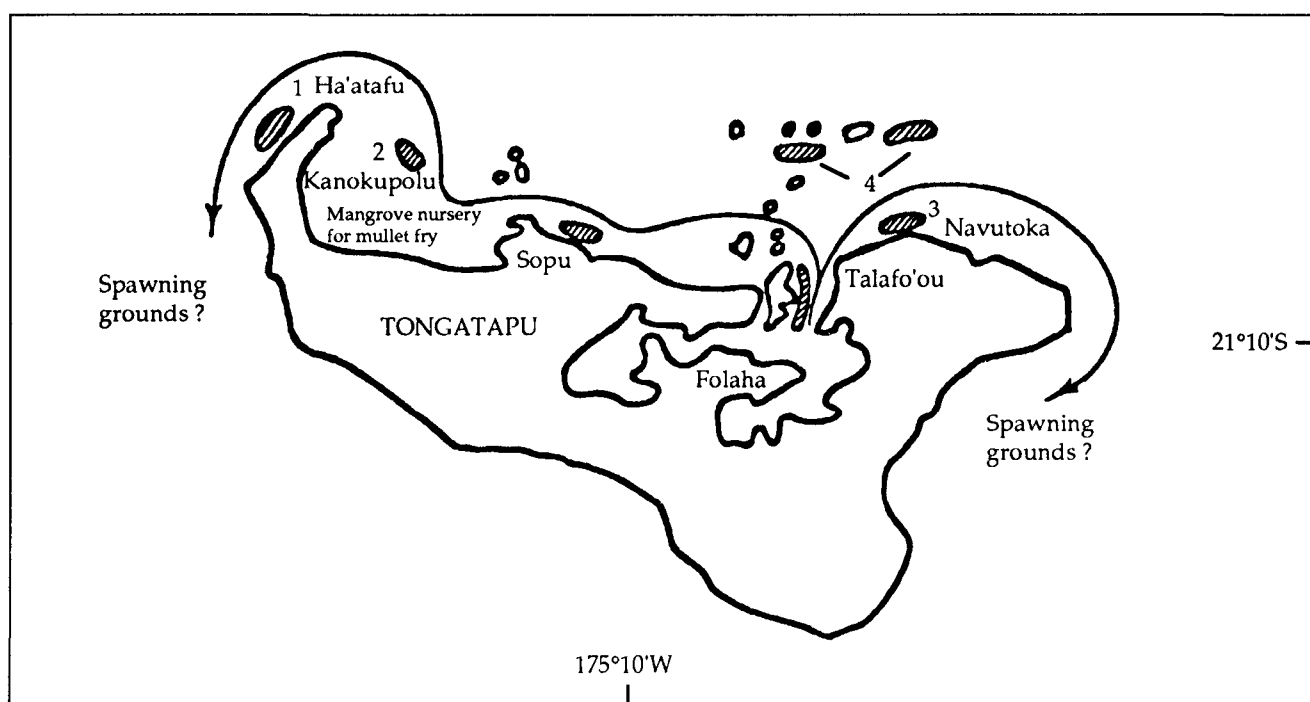 1 Ha'atafu
2
Kanokupolu
Mangrove nursery
for mullet fry
Sopu
4
3
Navutoka
Talafo'ou
Spawning
grounds ?
TONGATAPU
Folaha
21°10'S
Spawning
grounds ?
175°10'W